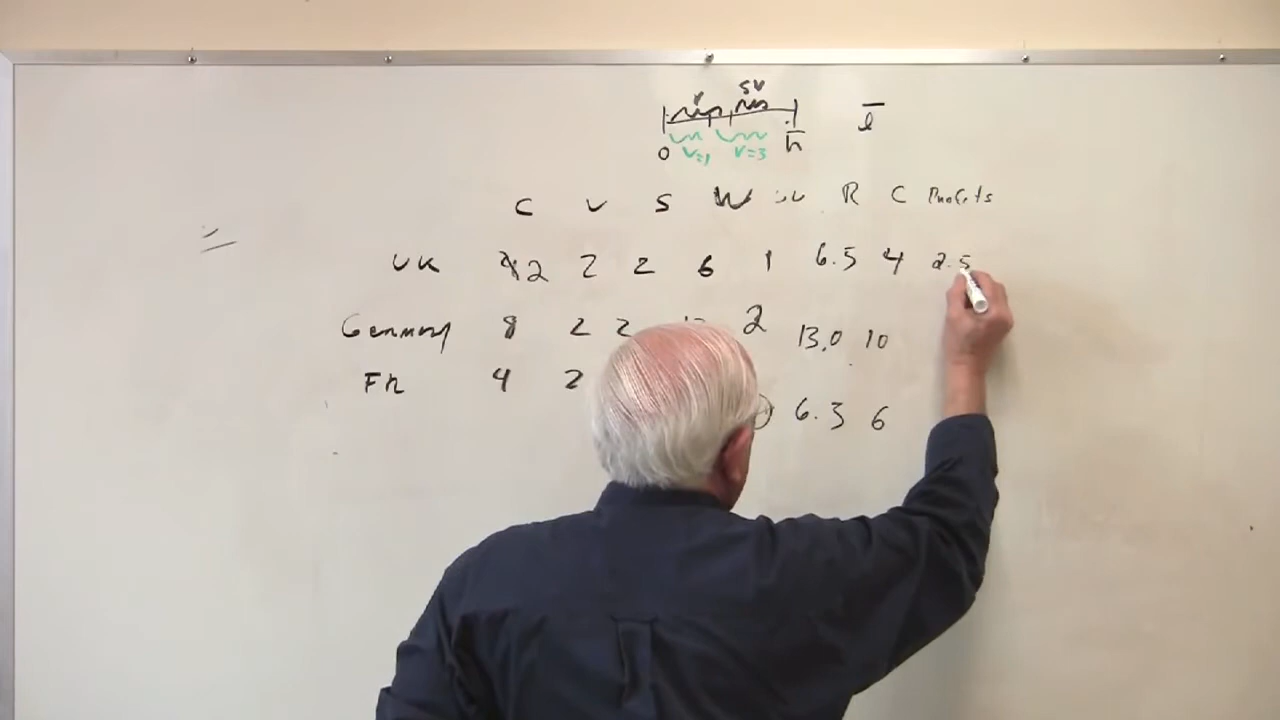 v sv
0 v=1 v=3 h̅ l̅
C v S W R C Profits
UK 2 2 2 6 1 6.5 4 2.5
Germany 8 2 2 2 13.0 10
FR 4 2
6.3 6